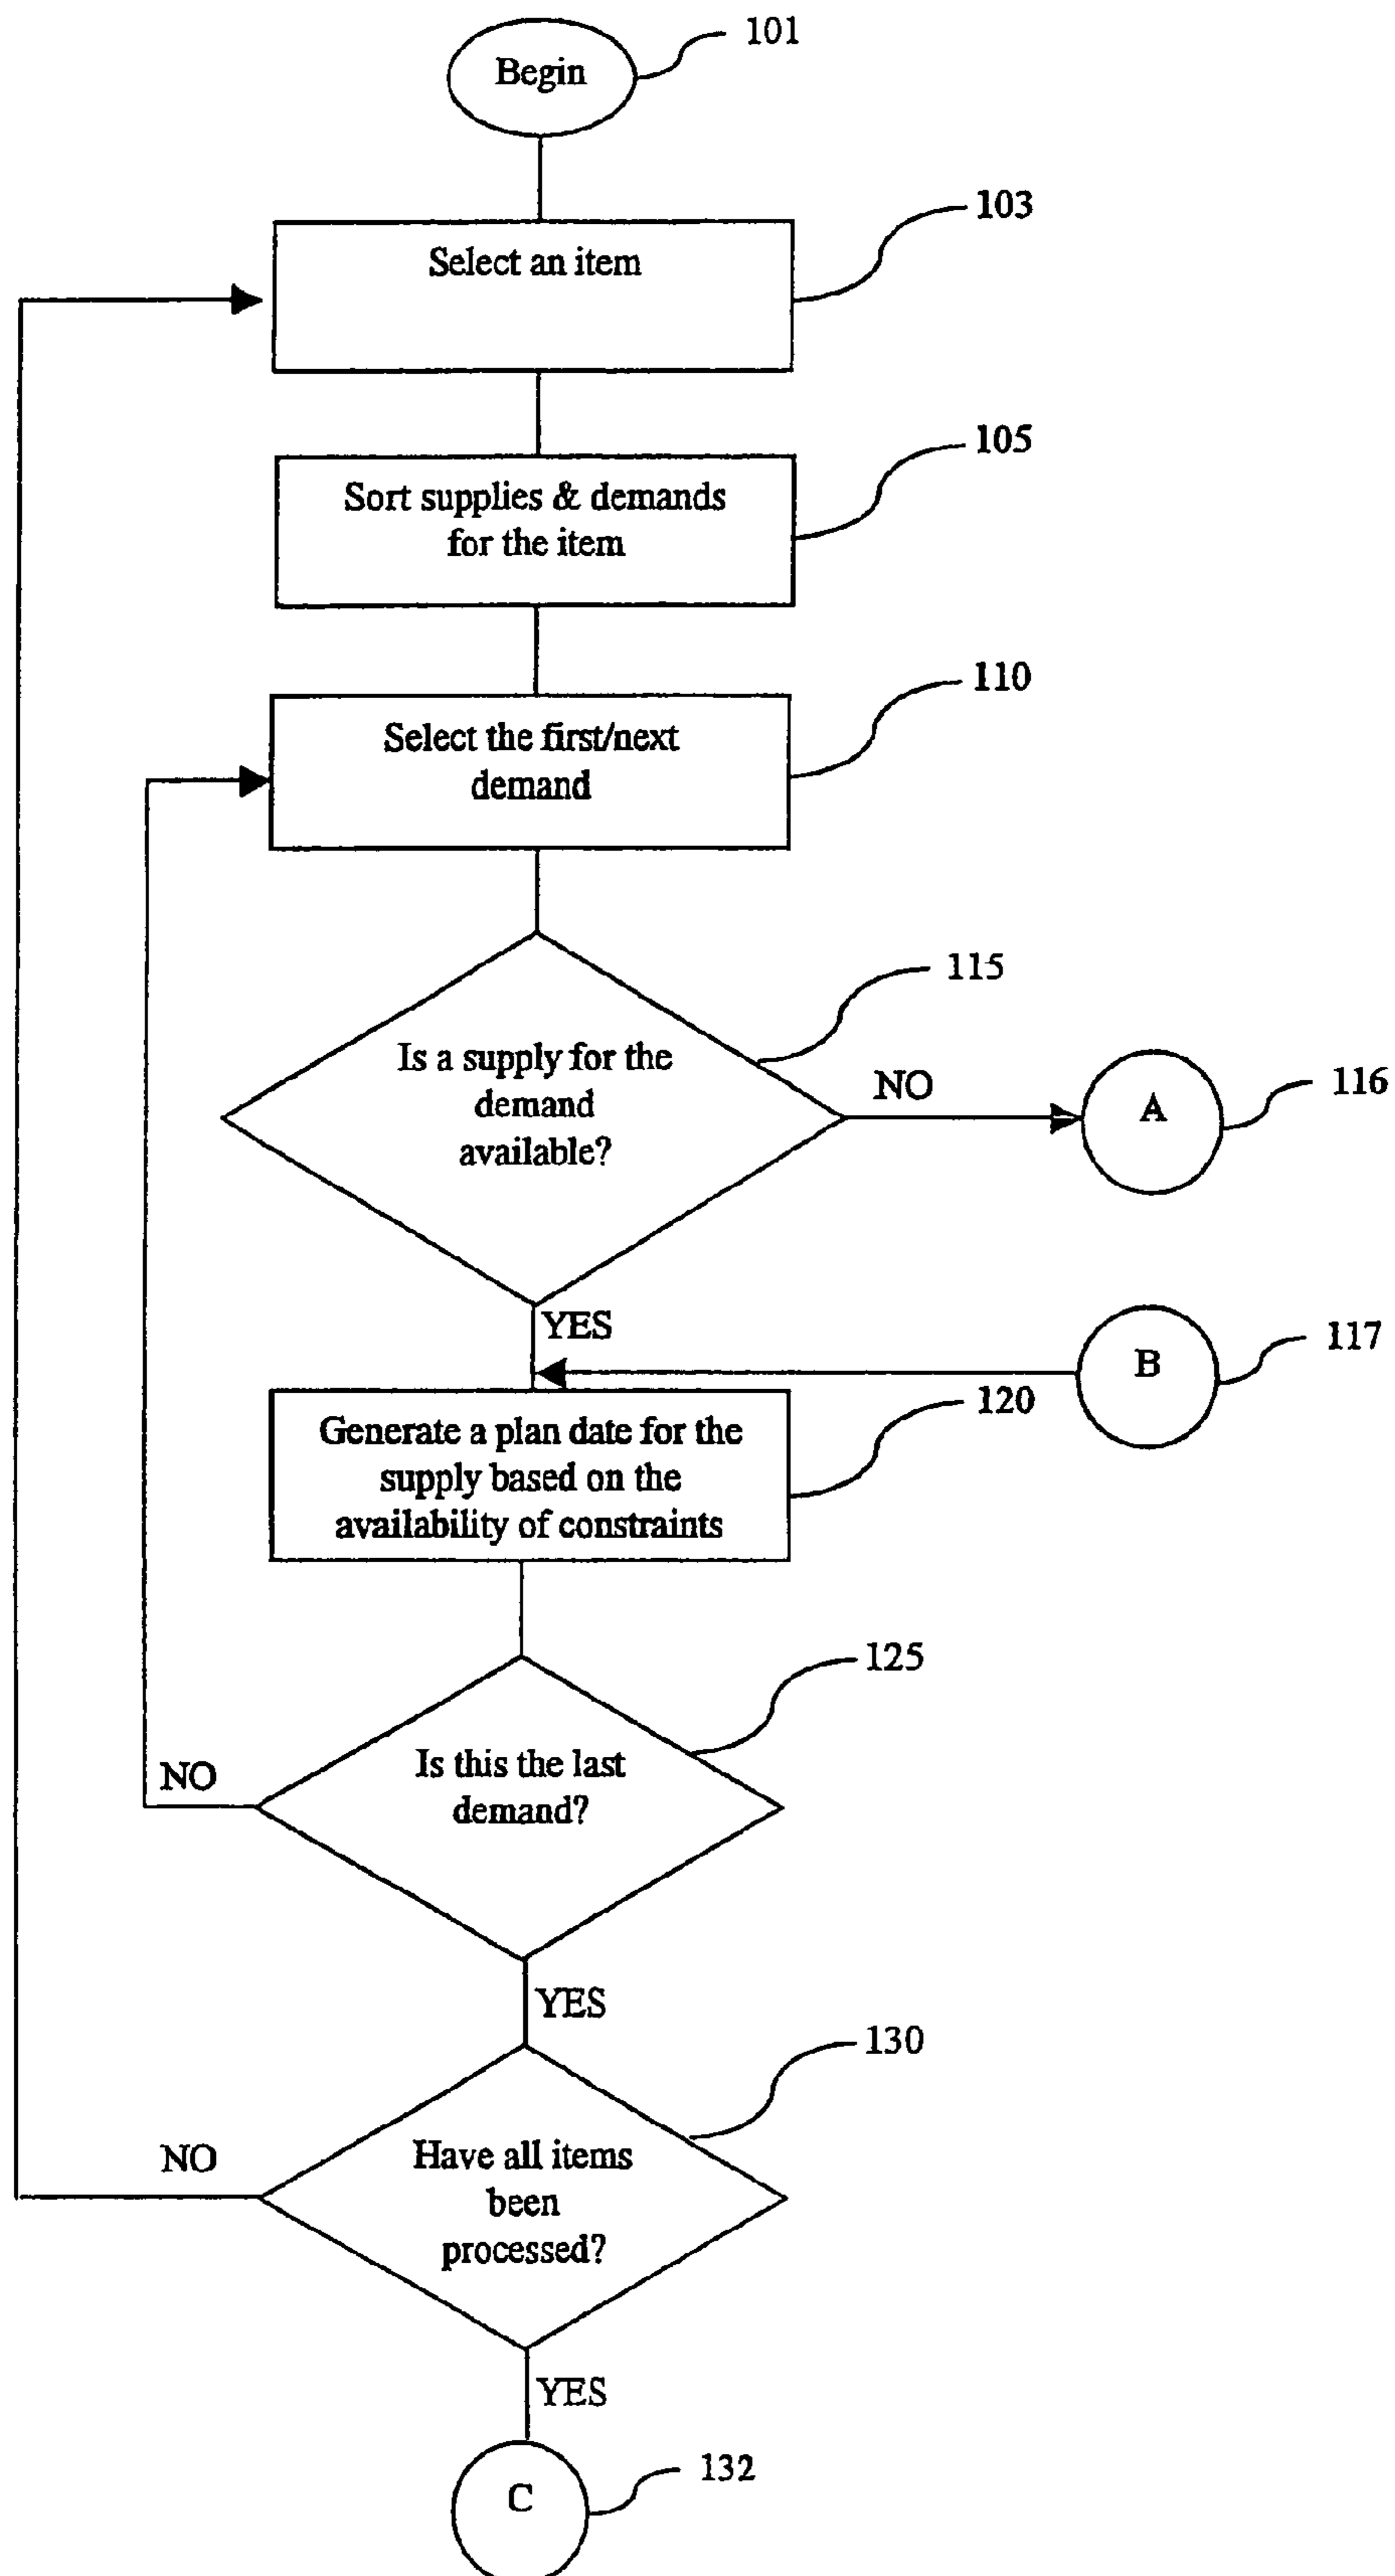 101
Begin
103
Select an item
105
Sort supplies & demands
for the item
110
Select the first/next
demand
115
Is a supply for the
demand
available?
NO
A
116
YES
B
117
120
Generate a plan date for the
supply based on the
availability of constraints
125
Is this the last
demand?
NO
YES
130
Have all items
been
processed?
NO
YES
C
132